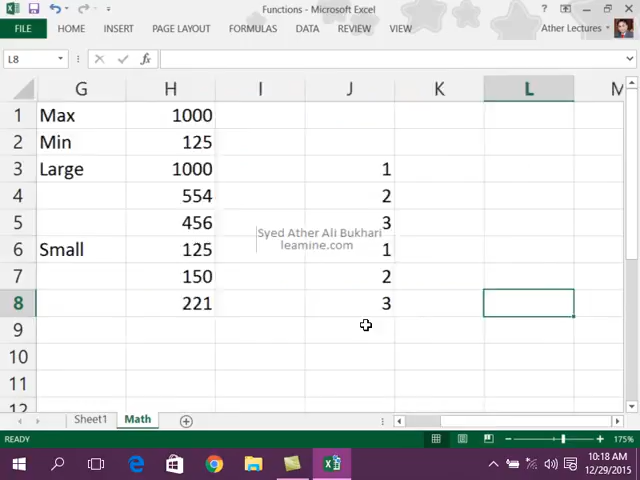 Functions - Microsoft Excel
FILE HOME INSERT PAGE LAYOUT FORMULAS DATA REVIEW VIEW Ather Lectures
L8 fx
G H I J K L M
1 Max 1000
2 Min 125
3 Large 1000 1
4 554 2
5 456 3
Syed Ather Ali Bukhari
leamine.com
6 Small 125 1
7 150 2
8 221 3
9
10
11
12
Sheet1 Math
READY 175%
10:18 AM
12/29/2015